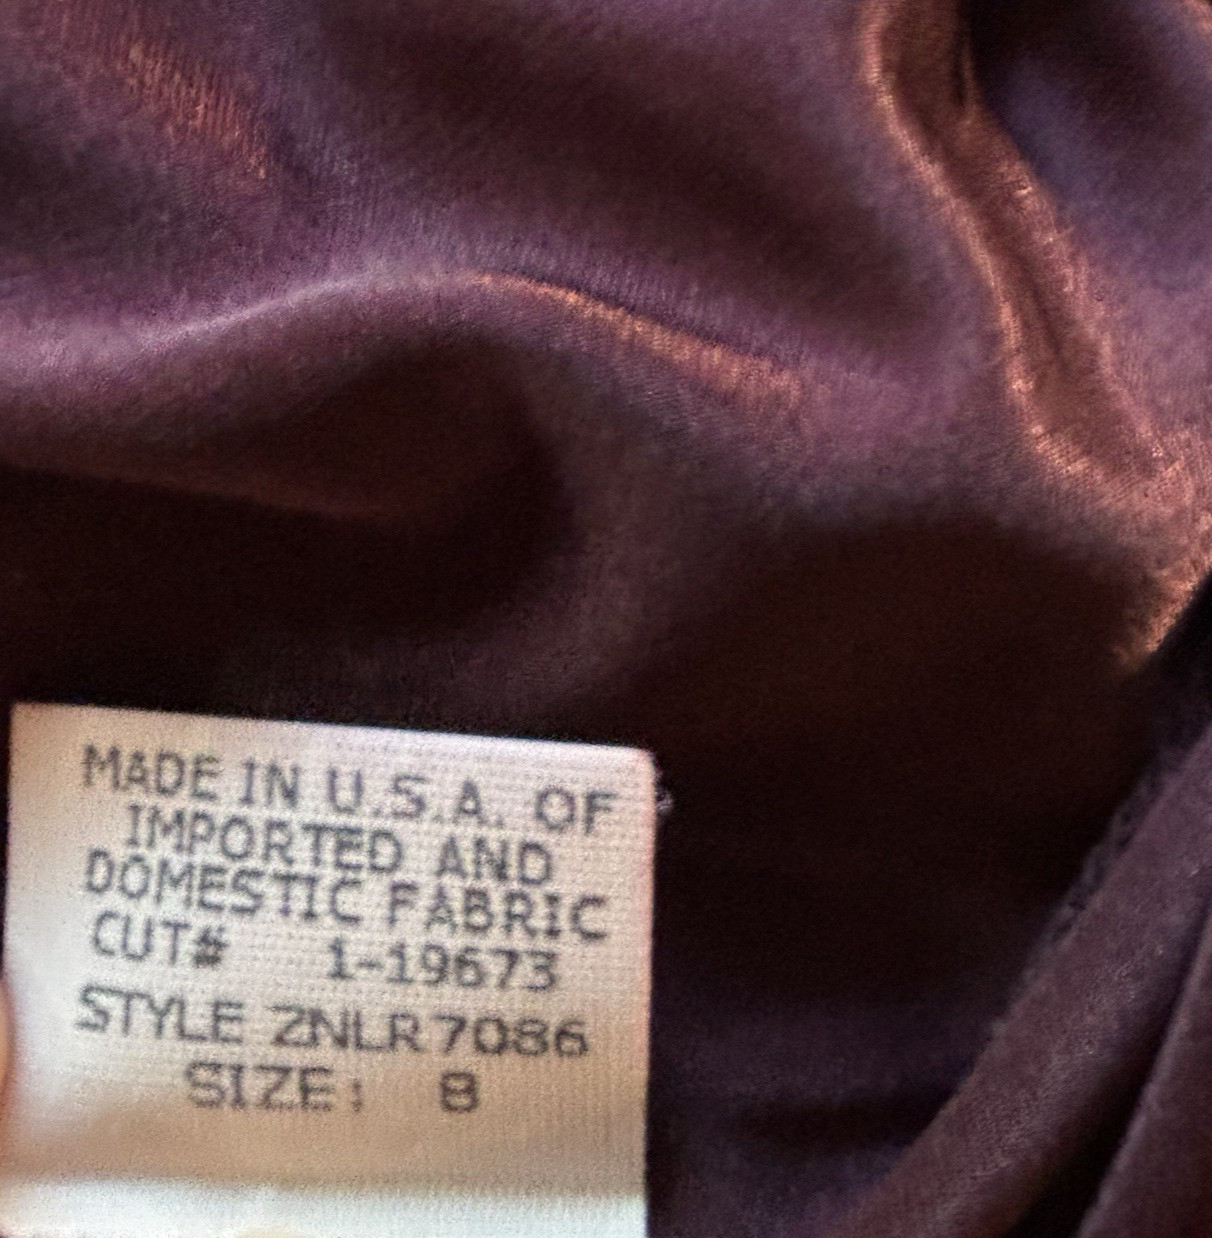 MADE IN U.S.A. OF
IMPORTED AND
DOMESTIC FABRIC
CUT# 1-19673
STYLE ZNLR7086
SIZE: 8